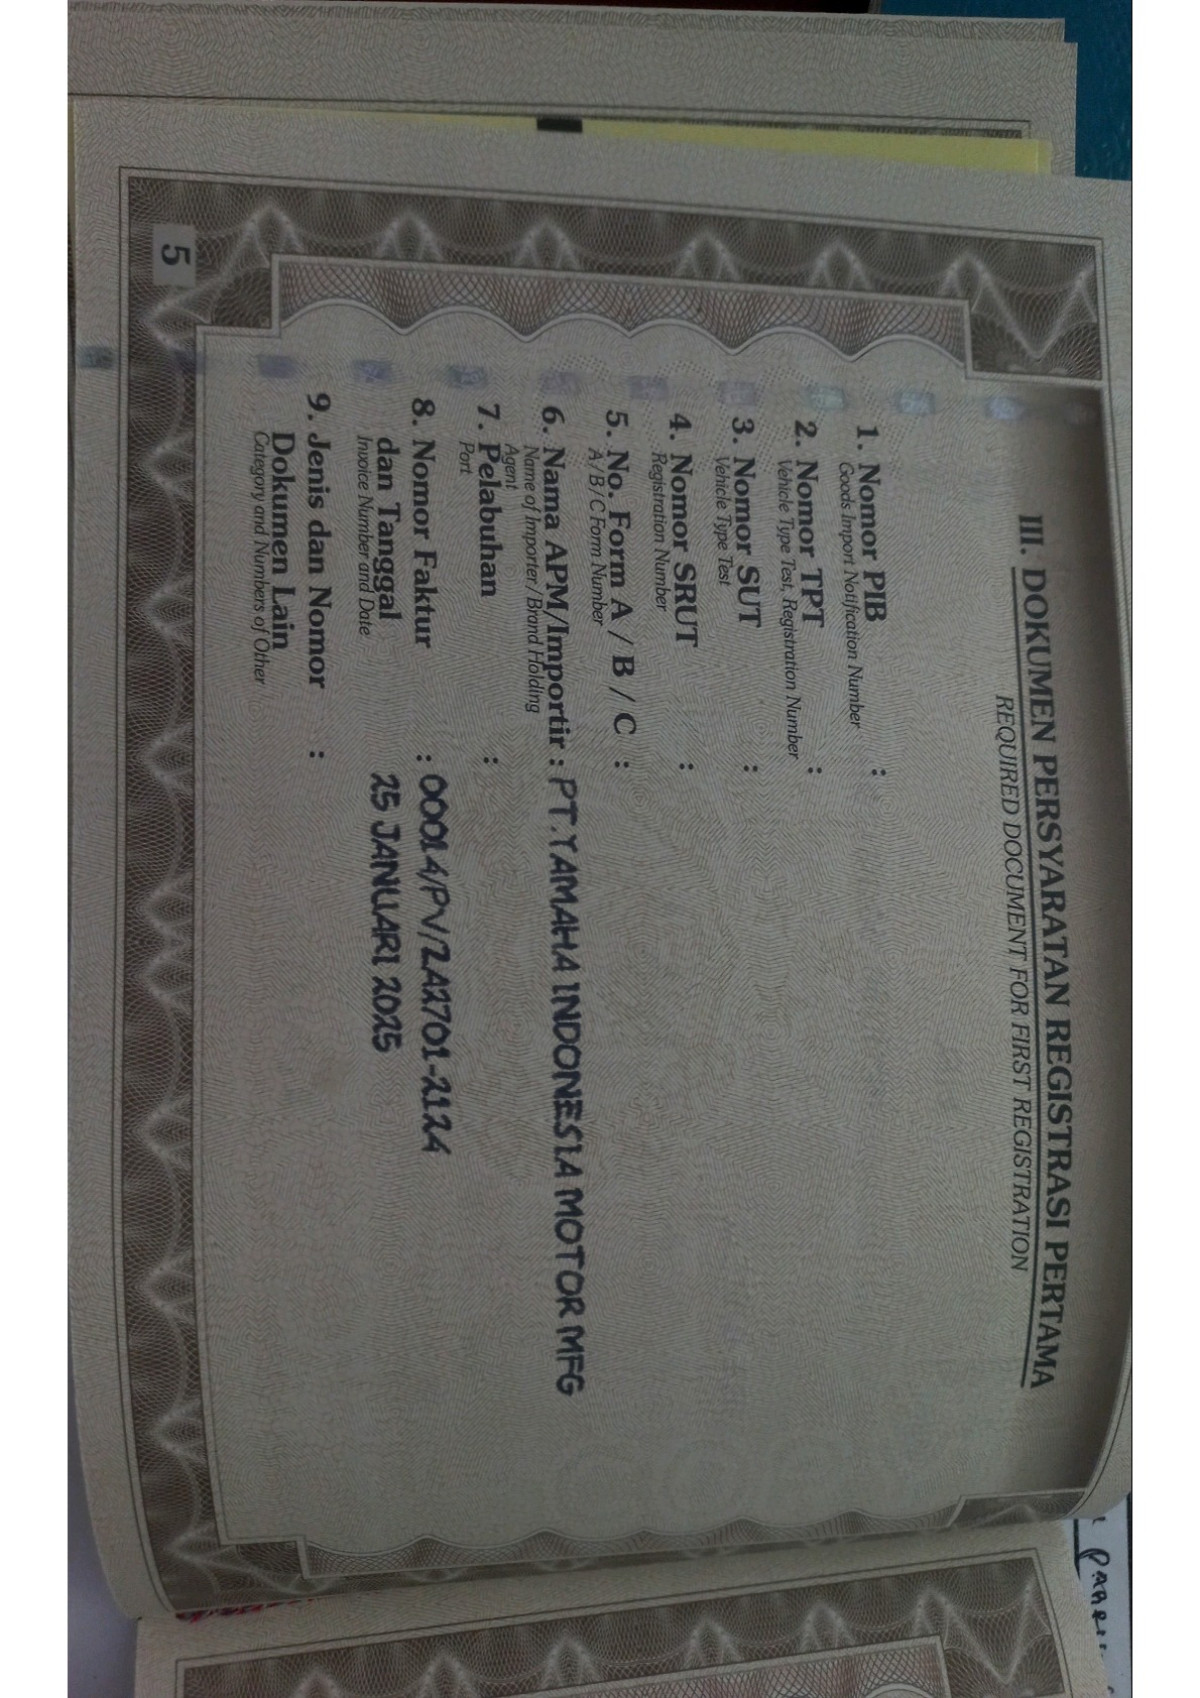 III. DOKUMEN PERSYARATAN REGISTRASI PERTAMA
REQUIRED DOCUMENT FOR FIRST REGISTRATION
1. Nomor PIB :
Goods Import Notification Number
2. Nomor TPT :
Vehicle Type Test, Registration Number
3. Nomor SUT :
Vehicle Type Test
4. Nomor SRUT :
Registration Number
5. No. Form A / B / C :
A / B / C Form Number
6. Nama APM/Importir : PT.YAMAHA INDONESIA MOTOR MFG
Name of Importer / Brand Holding
Agent
7. Pelabuhan :
Port
8. Nomor Faktur : 00014/PV/ZA2701-2124
dan Tanggal 25 JANUARI 2025
Invoice Number and Date
9. Jenis dan Nomor :
Dokumen Lain
Category and Numbers of Other
5